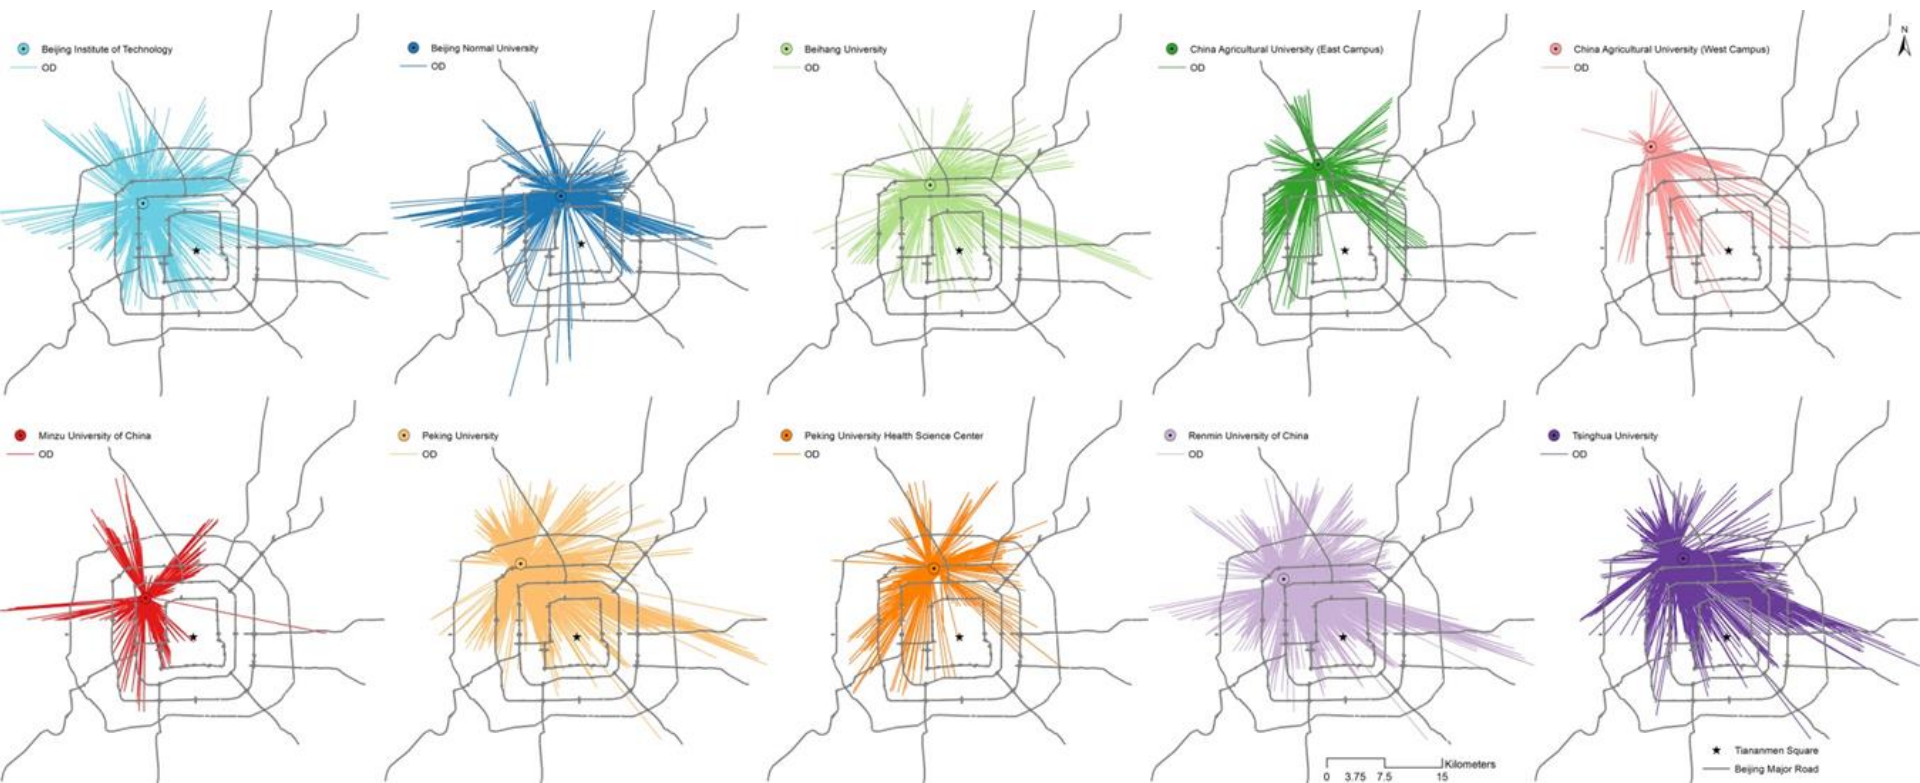 Beijing Institute of Technology
OD
Beijing Normal University
OD
Beihang University
OD
China Agricultural University (East Campus)
OD
China Agricultural University (West Campus)
OD
N
Minzu University of China
OD
Peking University
OD
Peking University Health Science Center
OD
Renmin University of China
OD
Tsinghua University
OD
Kilometers
0 3.75 7.5 15
Tiananmen Square
Beijing Major Road